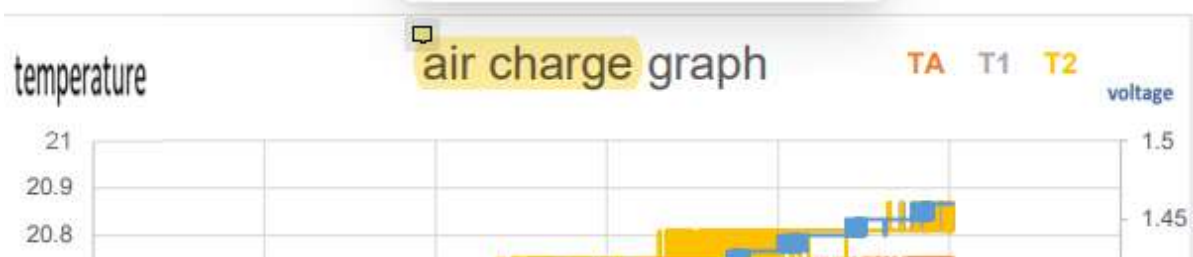 air charge graph
temperature
TA T1 T2
voltage
21
20.9
20.8
1.5
1.45